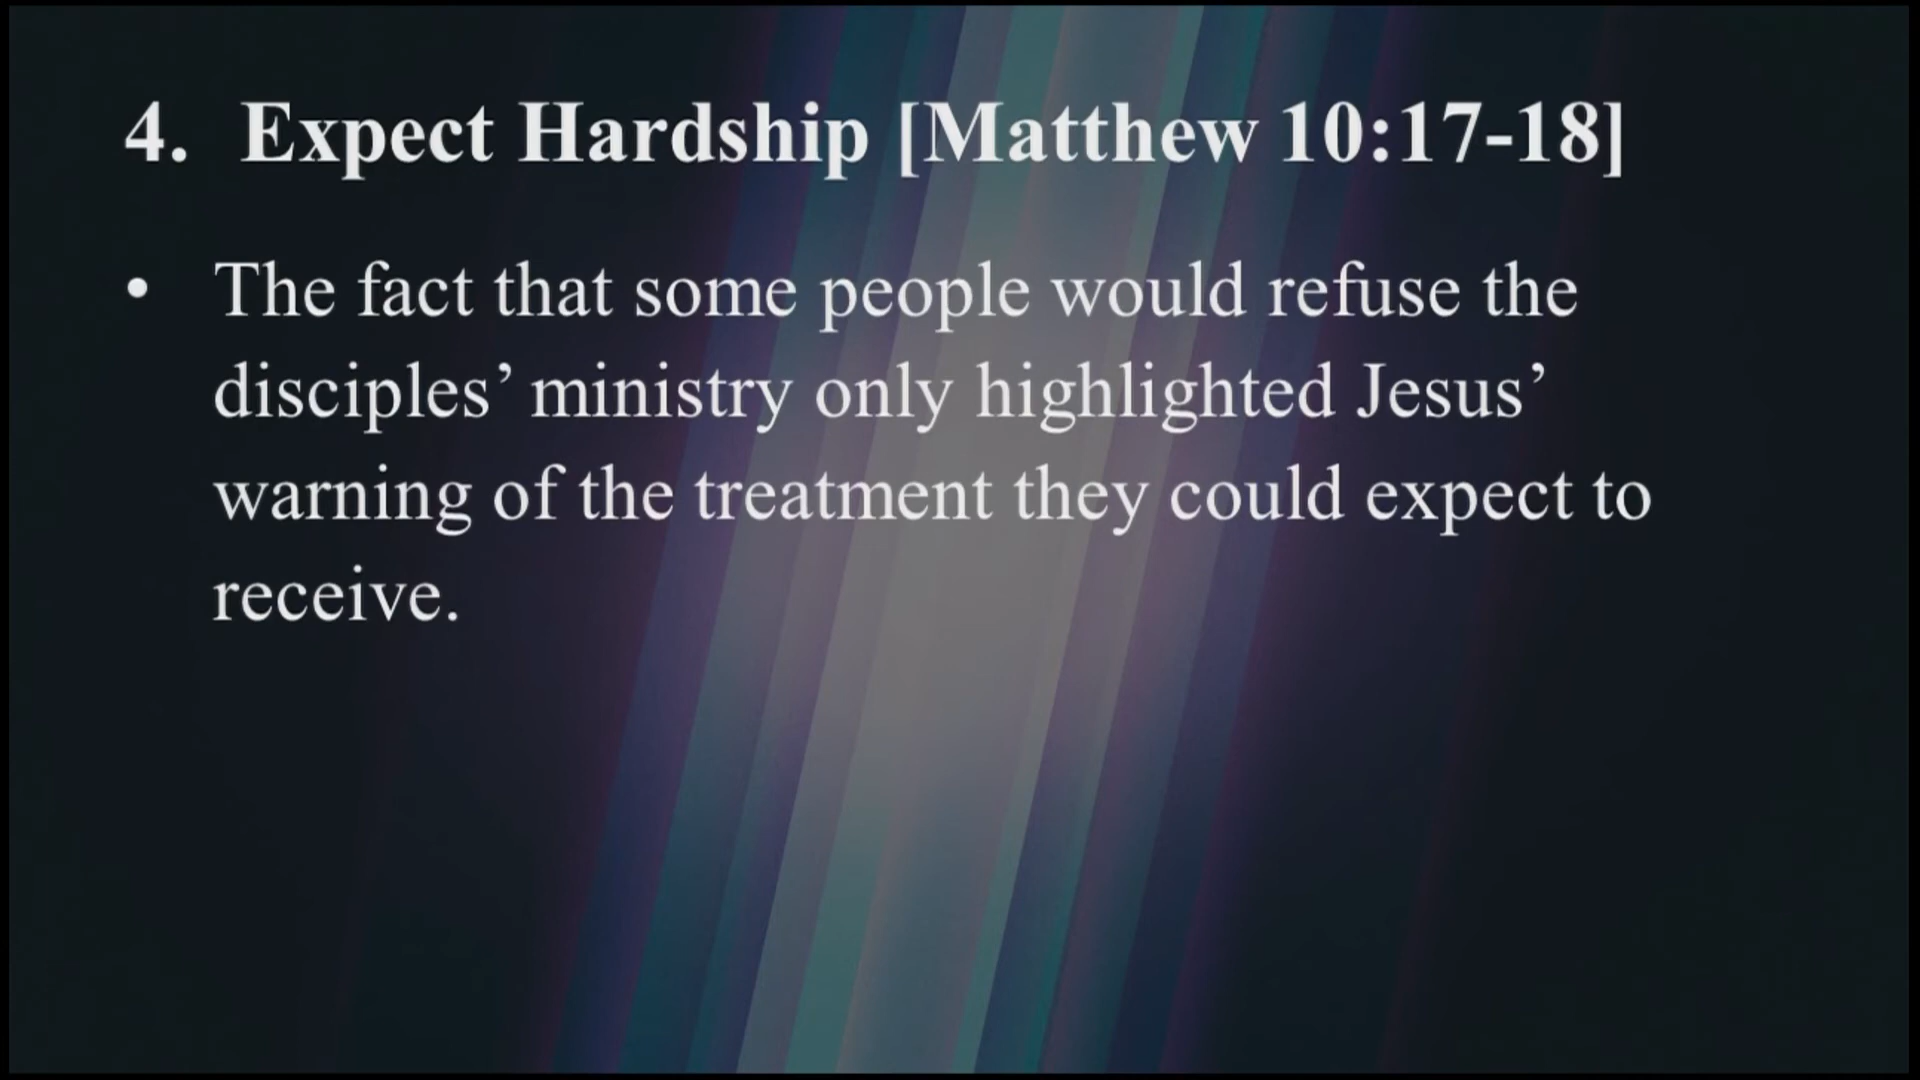 4. Expect Hardship [Matthew 10:17-18]
• The fact that some people would refuse the
disciples’ ministry only highlighted Jesus’
warning of the treatment they could expect to
receive.